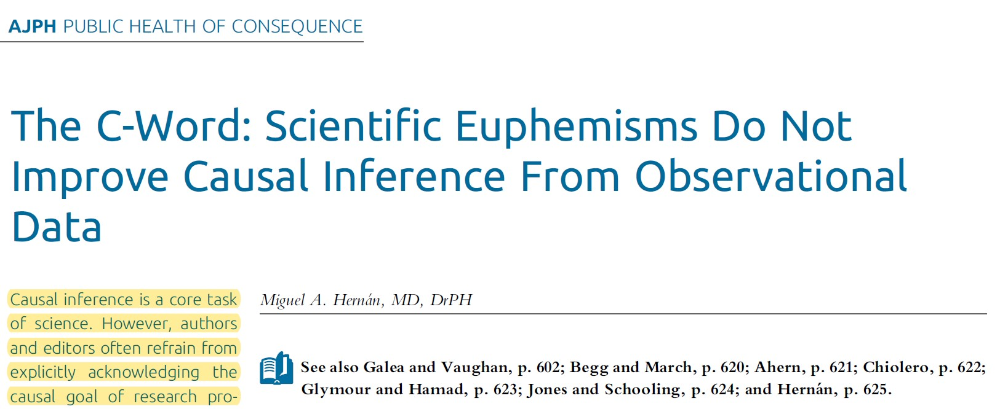 AJPH PUBLIC HEALTH OF CONSEQUENCE
The C-Word: Scientific Euphemisms Do Not
Improve Causal Inference From Observational
Data
Causal inference is a core task
of science. However, authors
and editors often refrain from
explicitly acknowledging the
causal goal of research pro-
Miguel A. Hernán, MD, DrPH
See also Galea and Vaughan, p. 602; Begg and March, p. 620; Ahern, p. 621; Chiolero, p. 622;
Glymour and Hamad, p. 623; Jones and Schooling, p. 624; and Hernán, p. 625.